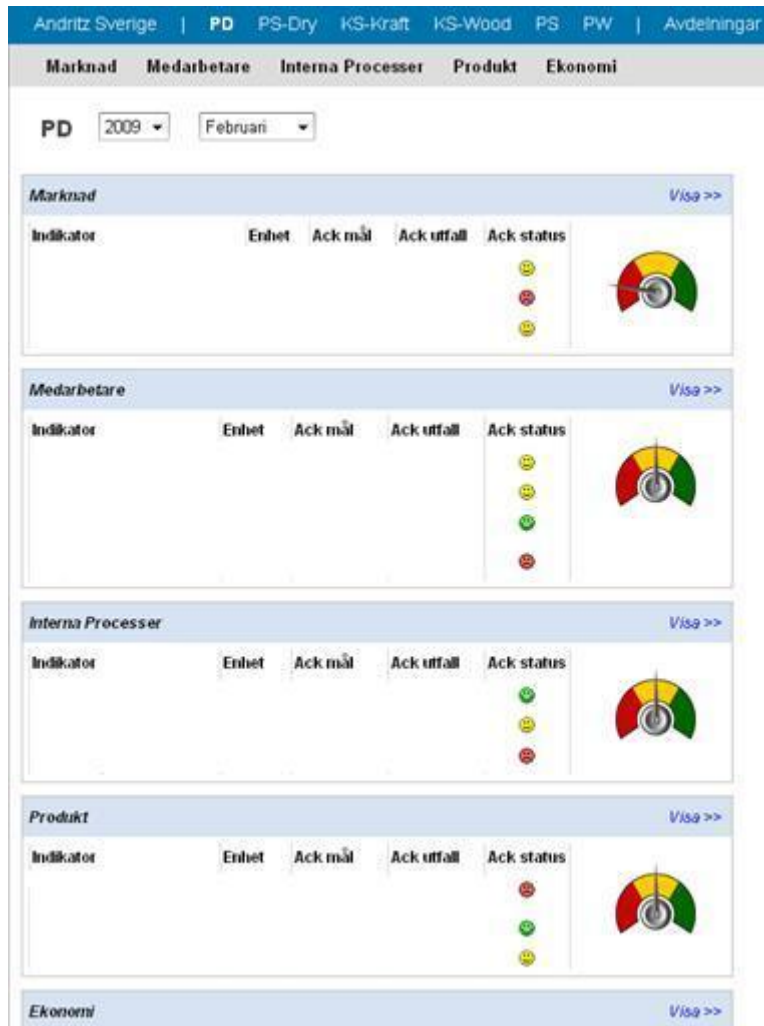 Andritz Sverige | PD PS-Dry KS-Kraft KS-Wood PS PW | Avdelningar
Marknad Medarbetare Interna Processer Produkt Ekonomi
PD 2009 Februari
Marknad Visa >>
Indikator Enhet Ack mål Ack utfall Ack status
Medarbetare Visa >>
Indikator Enhet Ack mål Ack utfall Ack status
Interna Processer Visa >>
Indikator Enhet Ack mål Ack utfall Ack status
Produkt Visa >>
Indikator Enhet Ack mål Ack utfall Ack status
Ekonomi Visa >>